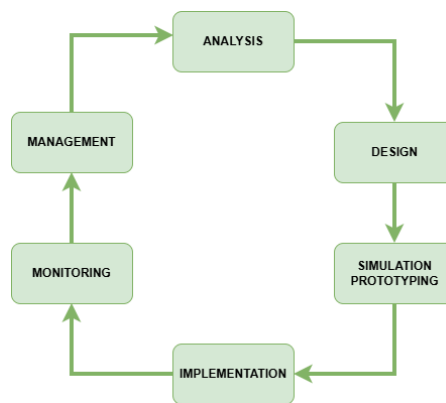 ANALYSIS
DESIGN
SIMULATION
PROTOTYPING
IMPLEMENTATION
MONITORING
MANAGEMENT